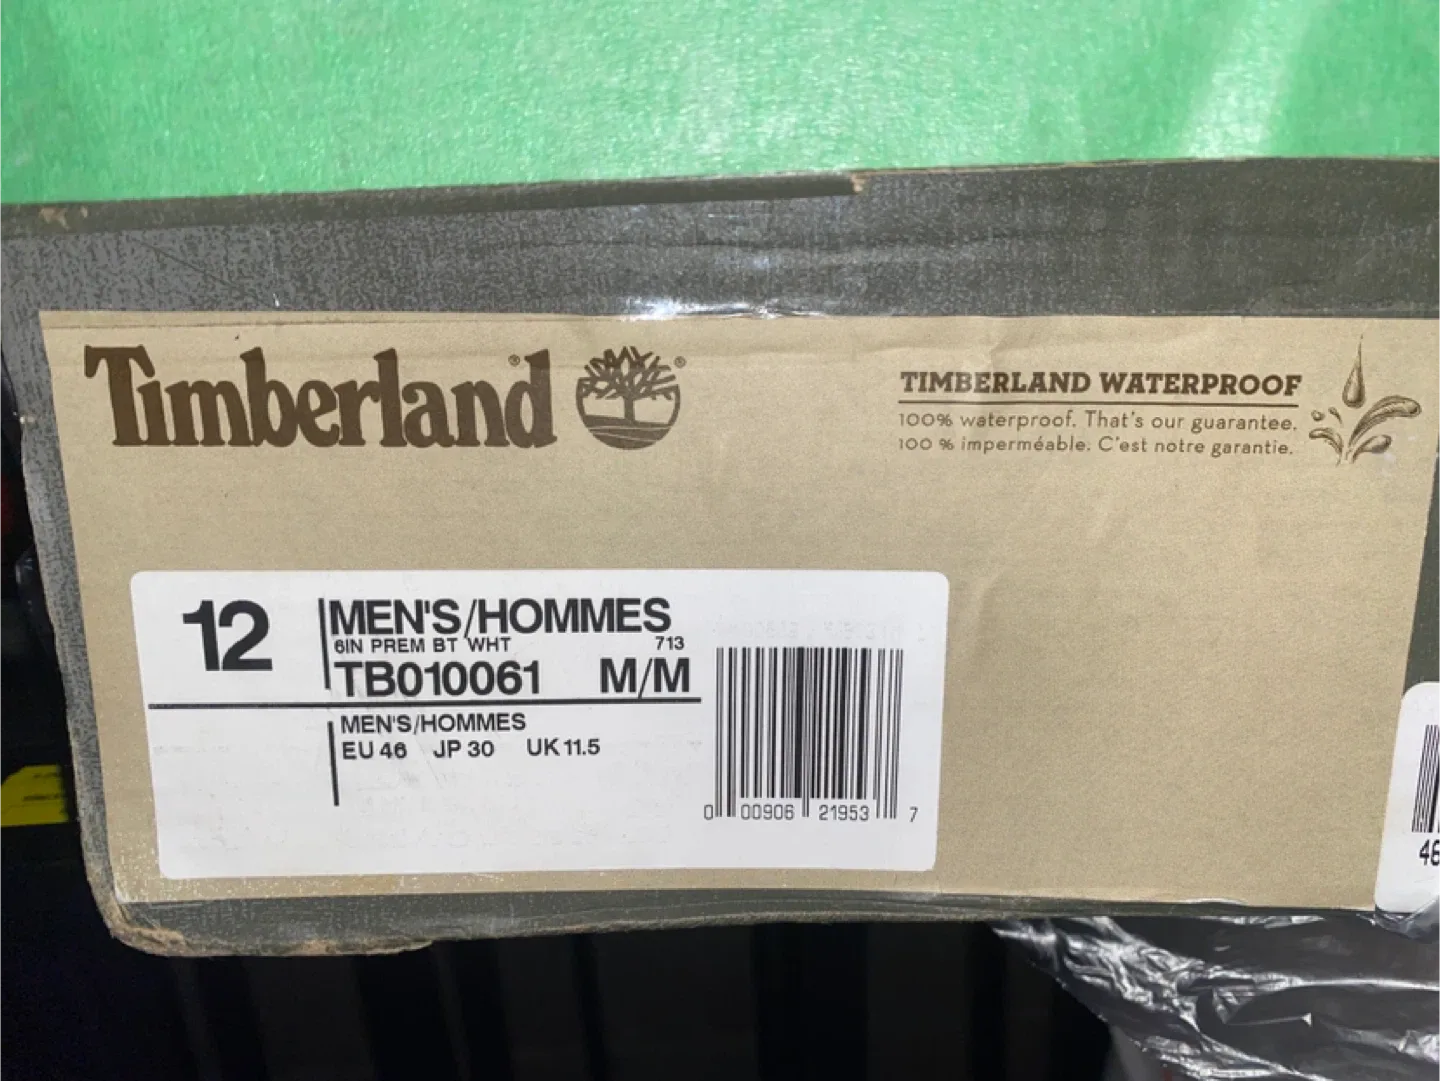 Timberland®
®
TIMBERLAND WATERPROOF
100% waterproof. That's our guarantee.
100 % imperméable. C'est notre garantie.
12
MEN'S/HOMMES
6IN PREM BT WHT 713
TB010061 M/M
MEN'S/HOMMES
EU 46 JP 30 UK 11.5
0 00906 21953 7